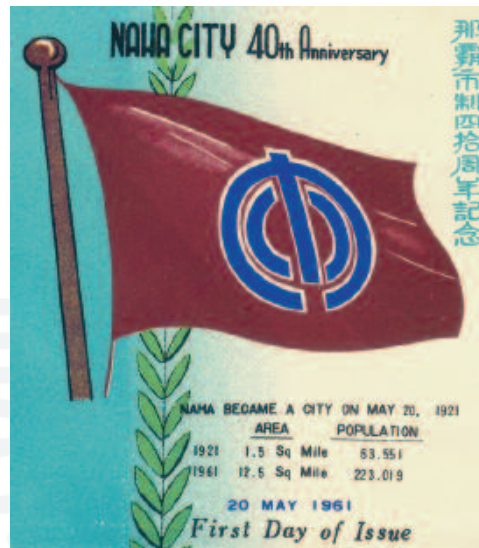 NAHA CITY 40th Anniversary
那覇市制四拾周年記念
NAHA BECAME A CITY ON MAY 20, 1921
AREA POPULATION
1921 1.5 Sq Mile 63.551
1961 12.5 Sq Mile 223.019
20 MAY 1961
First Day of Issue